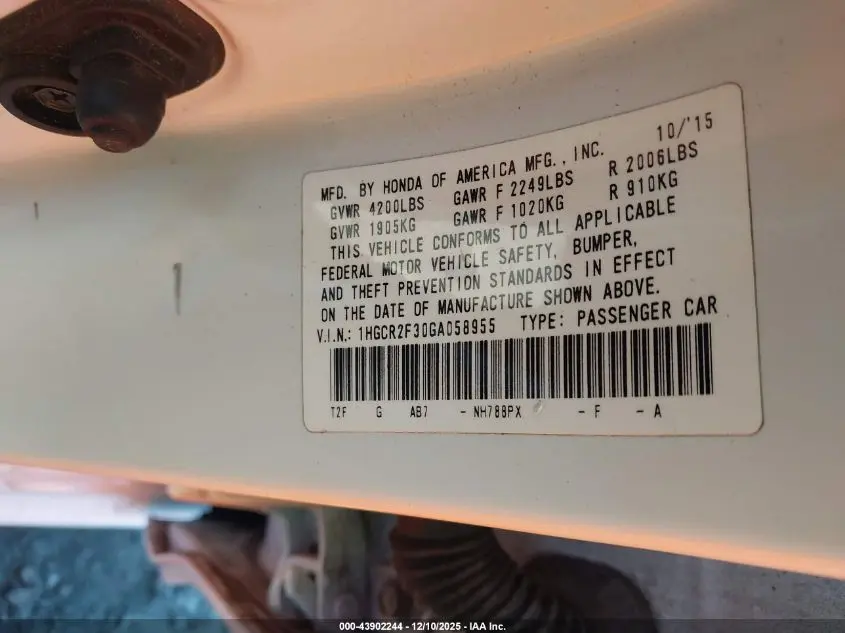 10/'15
MFD. BY HONDA OF AMERICA MFG., INC.
GVWR 4200LBS GAWR F 2249LBS R 2006LBS
GVWR 1905KG GAWR F 1020KG R 910KG
THIS VEHICLE CONFORMS TO ALL APPLICABLE
FEDERAL MOTOR VEHICLE SAFETY, BUMPER,
AND THEFT PREVENTION STANDARDS IN EFFECT
ON THE DATE OF MANUFACTURE SHOWN ABOVE.
V.I.N.: 1HGCR2F30GA058955 TYPE: PASSENGER CAR
T2F G AB7 - NH788PX - F - A
000-43902244 - 12/10/2025 - IAA Inc.